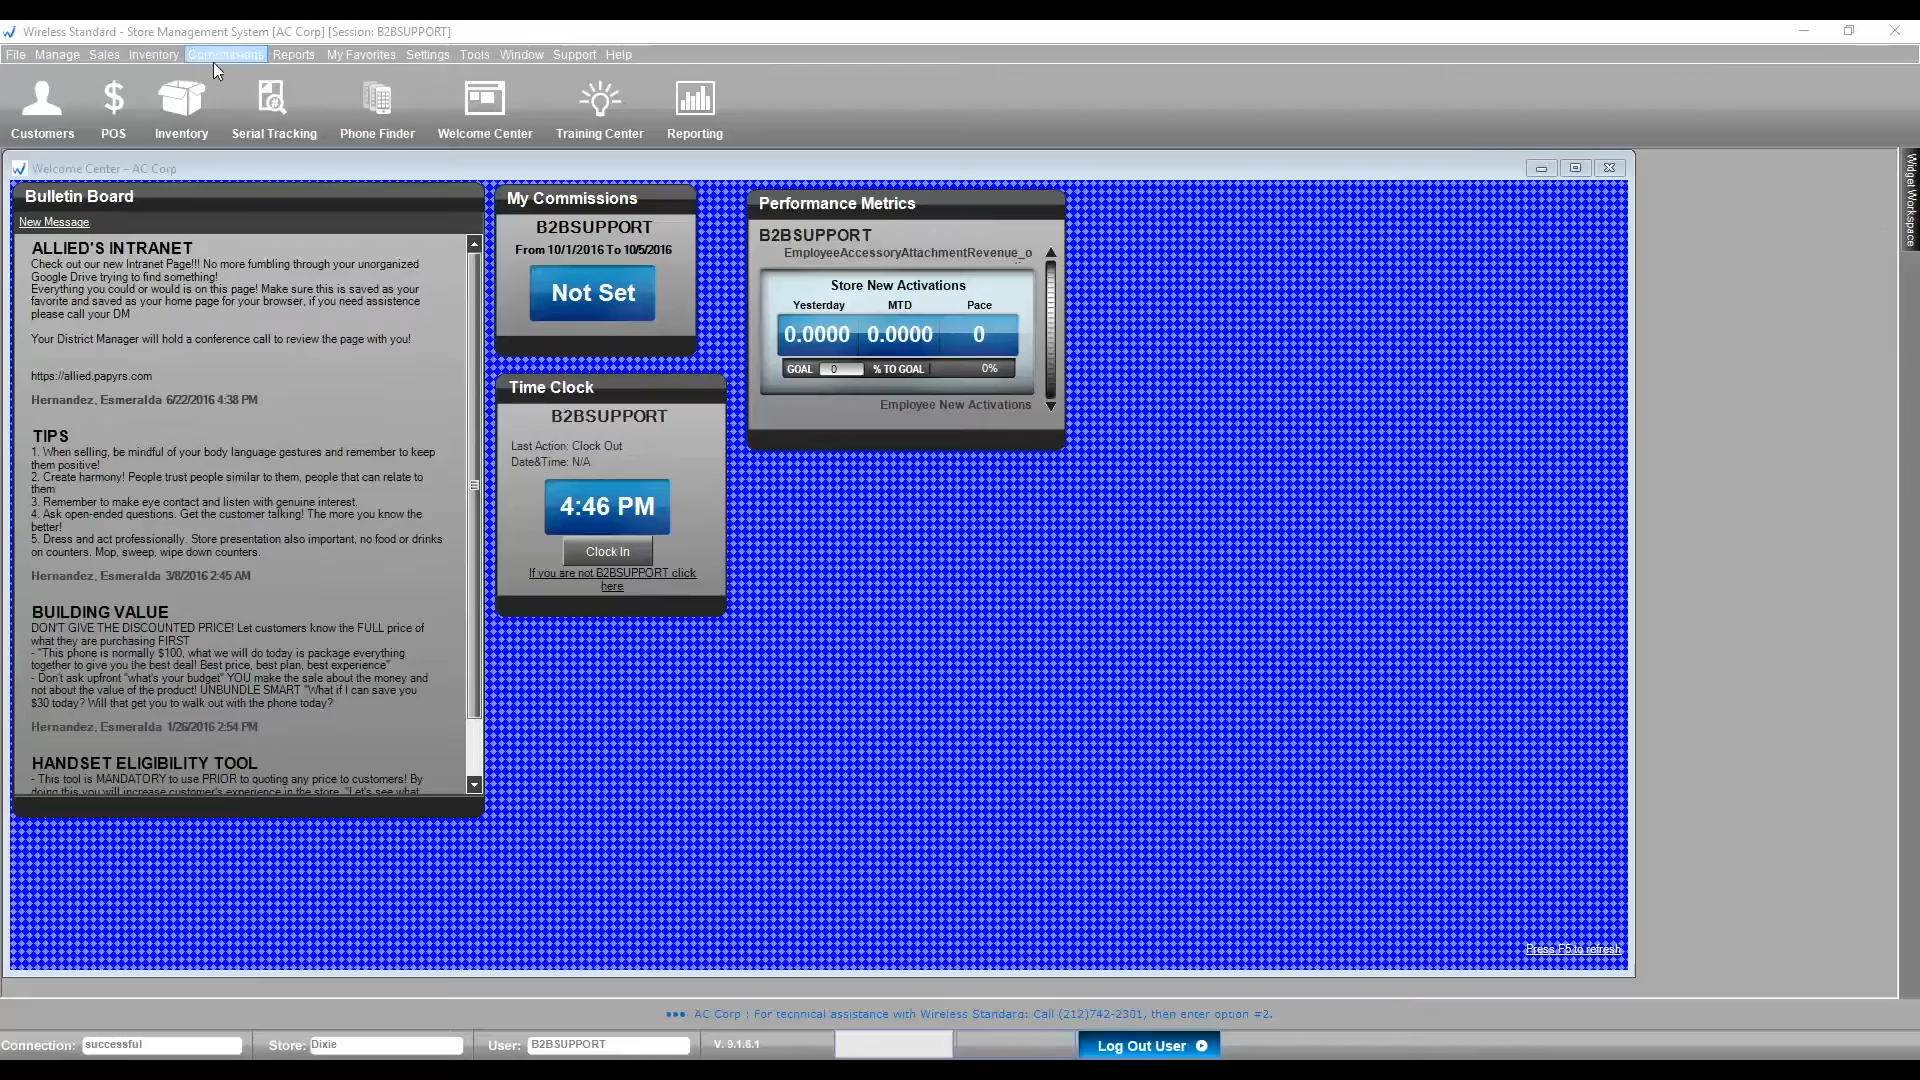 Wireless Standard - Store Management System [AC Corp] [Session: B2BSUPPORT]
File Manage Sales Inventory Commissions Reports My Favorites Settings Tools Window Support Help
Customers POS Inventory Serial Tracking Phone Finder Welcome Center Training Center Reporting
Welcome Center – AC Corp
Widget Workspace
Bulletin Board
New Message
ALLIED'S INTRANET
Check out our new Intranet Page!!! No more fumbling through your unorganized
Google Drive trying to find something!
Everything you could or would is on this page! Make sure this is saved as your
favorite and saved as your home page for your browser, if you need assistence
please call your DM
Your District Manager will hold a conference call to review the page with you!
https://allied.papyrs.com
Hernandez, Esmeralda 6/22/2016 4:38 PM
TIPS
1. When selling, be mindful of your body language gestures and remember to keep
them positive!
2. Create harmony! People trust people similar to them, people that can relate to
them
3. Remember to make eye contact and listen with genuine interest.
4. Ask open-ended questions. Get the customer talking! The more you know the
better!
5. Dress and act professionally. Store presentation also important, no food or drinks
on counters. Mop, sweep, wipe down counters.
Hernandez, Esmeralda 3/8/2016 2:45 AM
BUILDING VALUE
DON'T GIVE THE DISCOUNTED PRICE! Let customers know the FULL price of
what they are purchasing FIRST
- "This phone is normally $100, what we will do today is package everything
together to give you the best deal! Best price, best plan, best experience"
- Don't ask upfront "what's your budget" YOU make the sale about the money and
not about the value of the product! UNBUNDLE SMART "What if I can save you
$30 today? Will that get you to walk out with the phone today?
Hernandez, Esmeralda 1/26/2016 2:54 PM
HANDSET ELIGIBILITY TOOL
- This tool is MANDATORY to use PRIOR to quoting any price to customers! By
doing this you will increase customer's experience in the store. "Let's see what
My Commissions
B2BSUPPORT
From 10/1/2016 To 10/5/2016
Not Set
Time Clock
B2BSUPPORT
Last Action: Clock Out
Date&Time: N/A
4:46 PM
Clock In
If you are not B2BSUPPORT click
here
Performance Metrics
B2BSUPPORT
EmployeeAccessoryAttachmentRevenue_o
Store New Activations
Yesterday MTD Pace
0.0000 0.0000 0
GOAL 0 % TO GOAL 0%
Employee New Activations
Press F5 to refresh
••• AC Corp : For technical assistance with Wireless Standard: Call (212)742-2301, then enter option #2.
Connection: successful Store: Dixie User: B2BSUPPORT V. 9.1.6.1 Log Out User